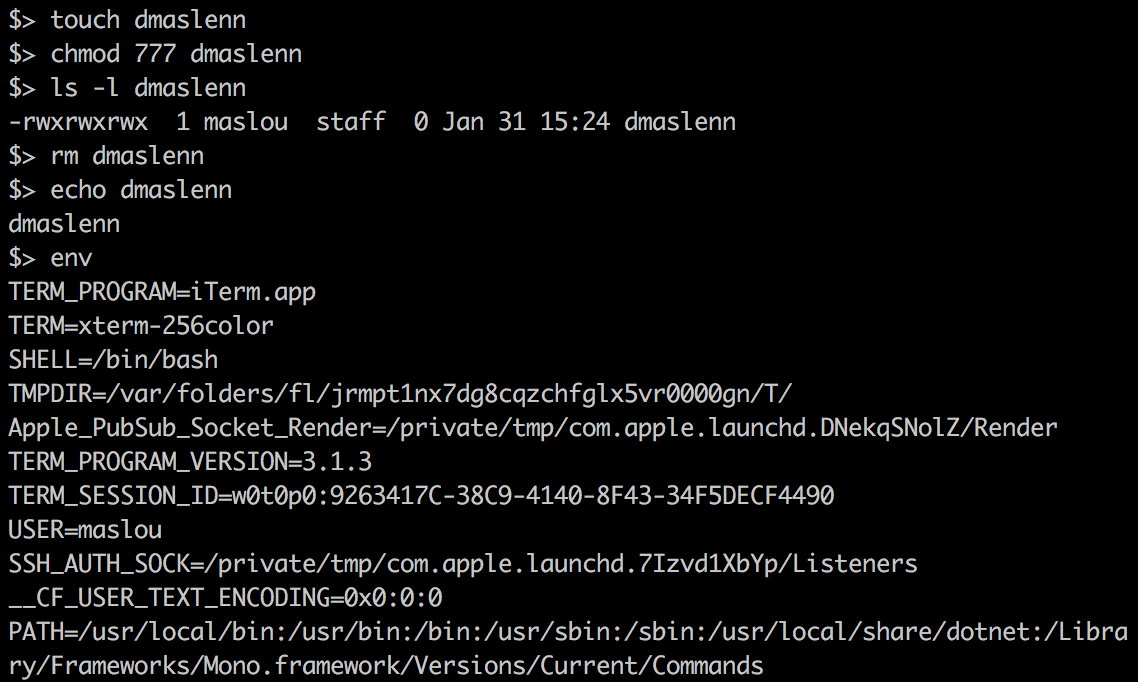 $> touch dmaslenn
$> chmod 777 dmaslenn
$> ls -l dmaslenn
-rwxrwxrwx  1 maslou  staff  0 Jan 31 15:24 dmaslenn
$> rm dmaslenn
$> echo dmaslenn
dmaslenn
$> env
TERM_PROGRAM=iTerm.app
TERM=xterm-256color
SHELL=/bin/bash
TMPDIR=/var/folders/fl/jrmpt1nx7dg8cqzchfglx5vr0000gn/T/
Apple_PubSub_Socket_Render=/private/tmp/com.apple.launchd.DNekqSNolZ/Render
TERM_PROGRAM_VERSION=3.1.3
TERM_SESSION_ID=w0t0p0:9263417C-38C9-4140-8F43-34F5DECF4490
USER=maslou
SSH_AUTH_SOCK=/private/tmp/com.apple.launchd.7Izvd1XbYp/Listeners
__CF_USER_TEXT_ENCODING=0x0:0:0
PATH=/usr/local/bin:/usr/bin:/bin:/usr/sbin:/sbin:/usr/local/share/dotnet:/Libra
ry/Frameworks/Mono.framework/Versions/Current/Commands